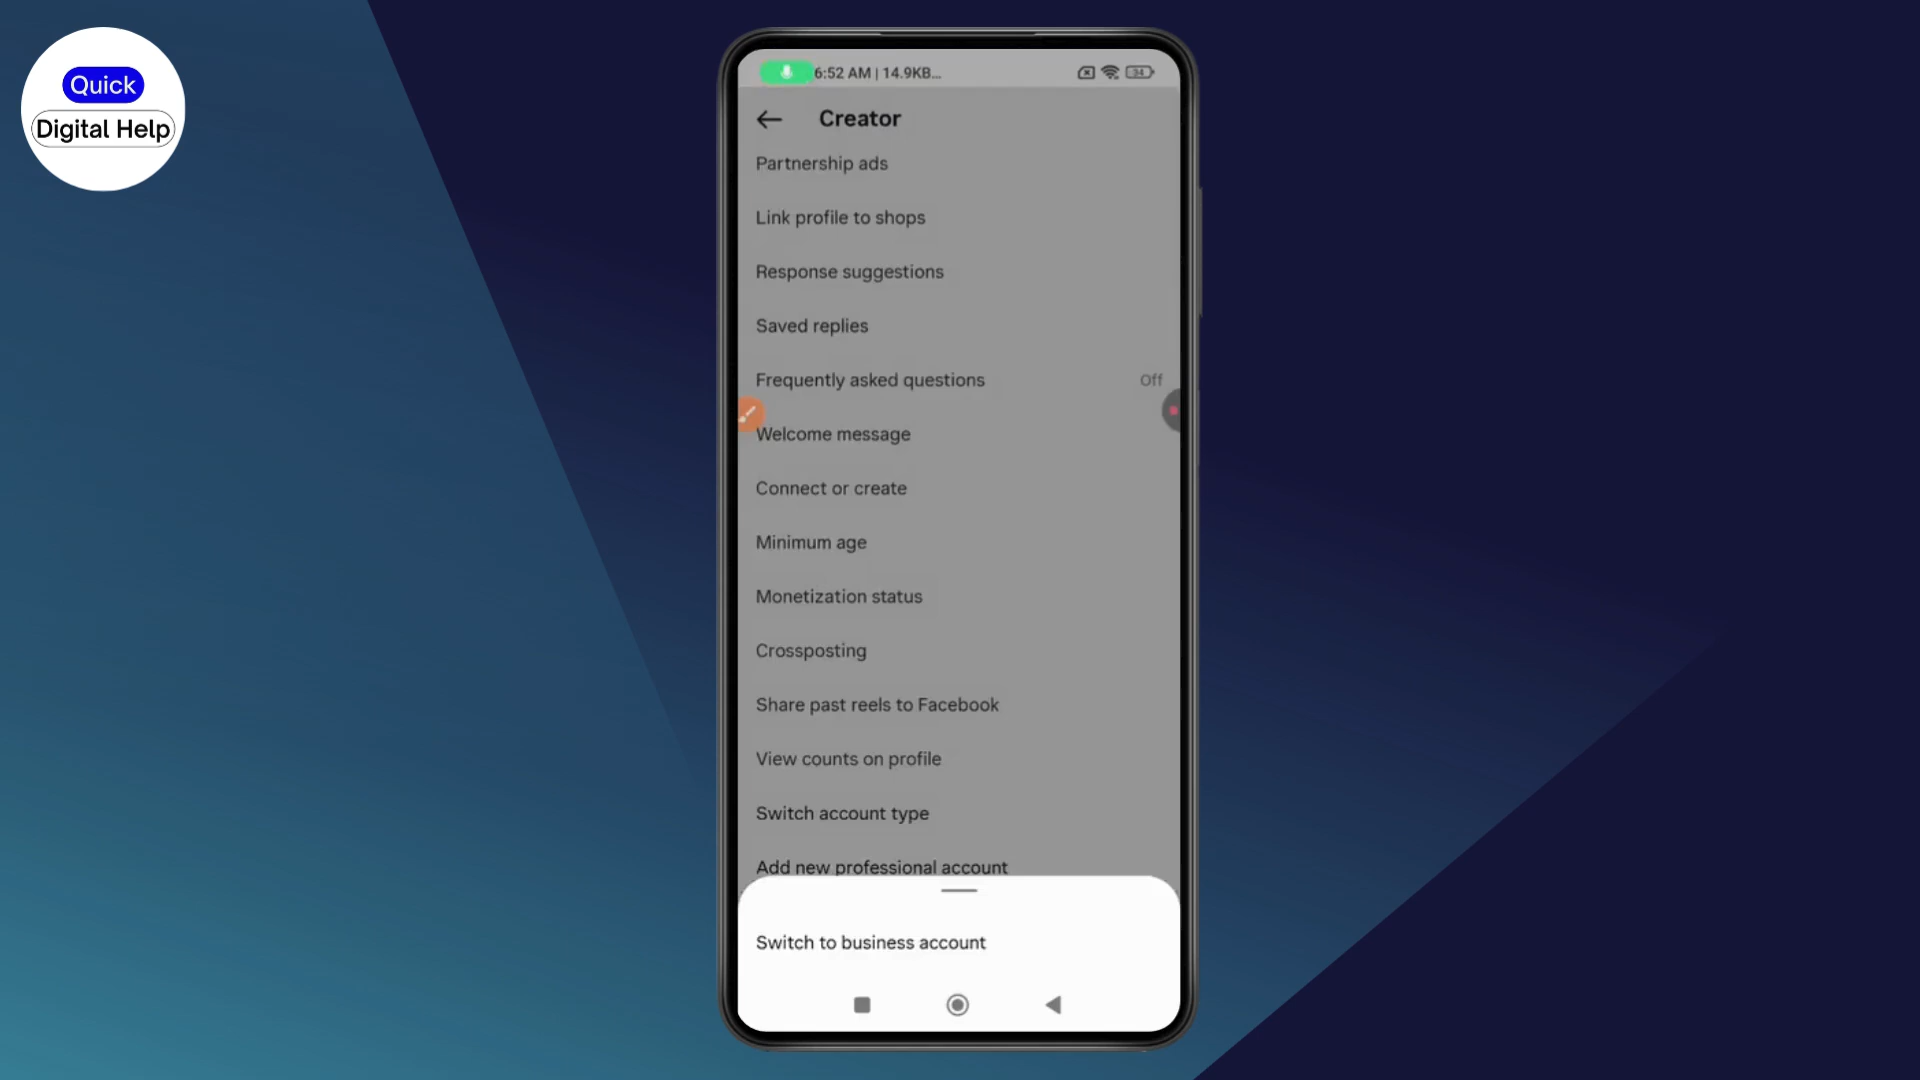 Quick
Digital Help
6:52 AM | 14.9KB...
34
Creator
Partnership ads
Link profile to shops
Response suggestions
Saved replies
Frequently asked questions
Off
Welcome message
Connect or create
Minimum age
Monetization status
Crossposting
Share past reels to Facebook
View counts on profile
Switch account type
Add new professional account
Switch to business account